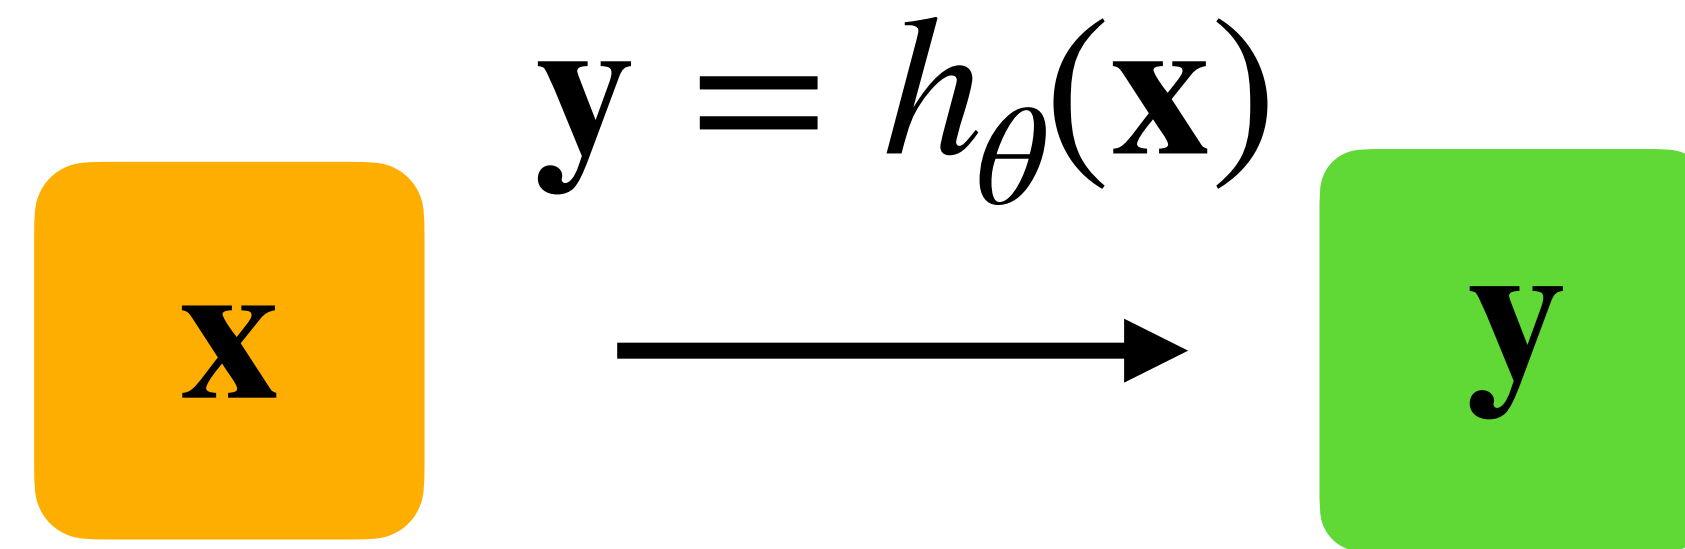 y = hθ(x)
x
y